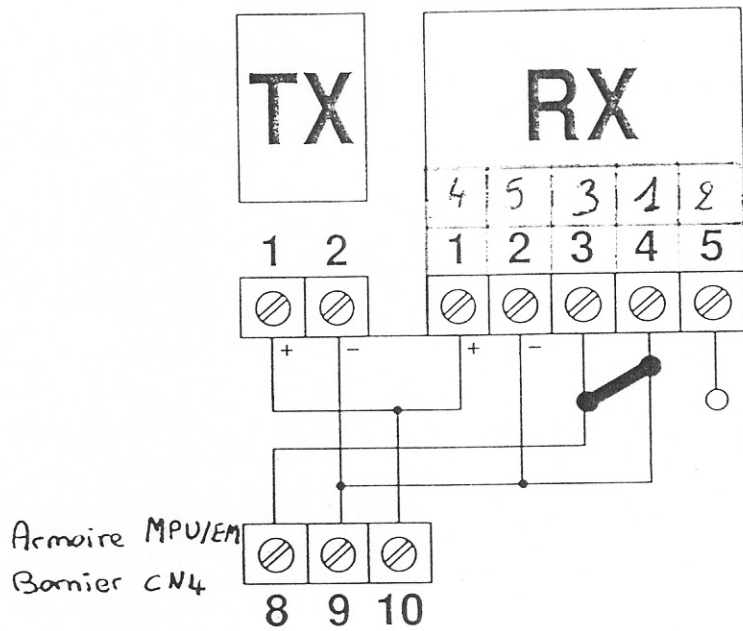 TX RX
4 5 3 1 2
1 2 1 2 3 4 5
+ - + -
Armoire MPU/EM
Bornier CN4
8 9 10